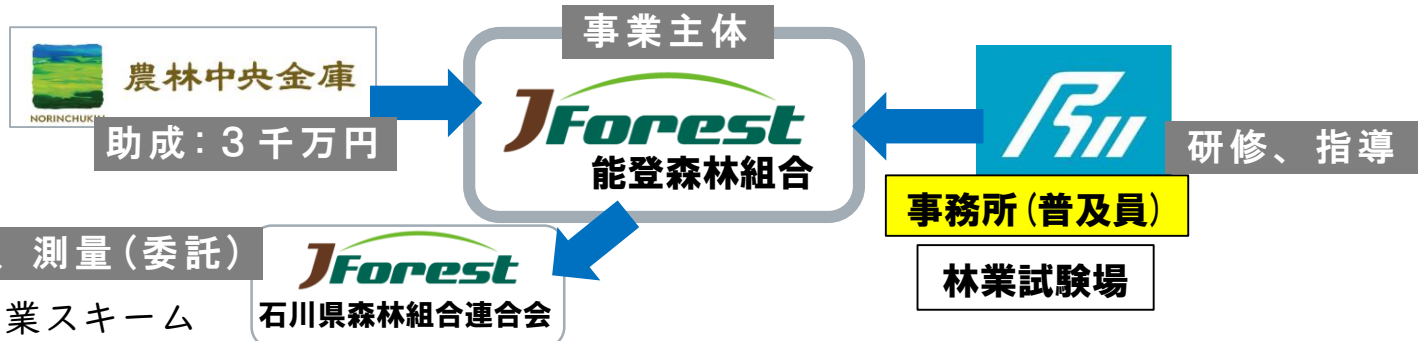 事業主体
農林中央金庫
NORINCHUKIN
助成：３千万円
JForest
能登森林組合
研修、指導
事務所(普及員)
林業試験場
、測量(委託)
JForest
石川県森林組合連合会
業スキーム